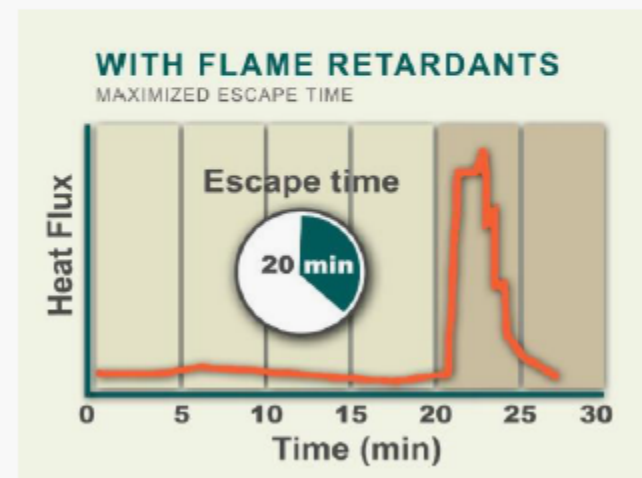 WITH FLAME RETARDANTS
MAXIMIZED ESCAPE TIME
Escape time
20 min
Heat Flux
0 5 10 15 20 25 30
Time (min)